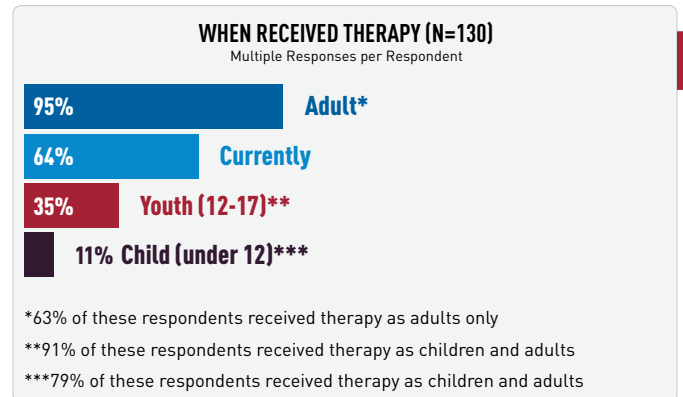 WHEN RECEIVED THERAPY (N=130)
Multiple Responses per Respondent
95% Adult*
64% Currently
35% Youth (12-17)**
11% Child (under 12)***
*63% of these respondents received therapy as adults only
**91% of these respondents received therapy as children and adults
***79% of these respondents received therapy as children and adults